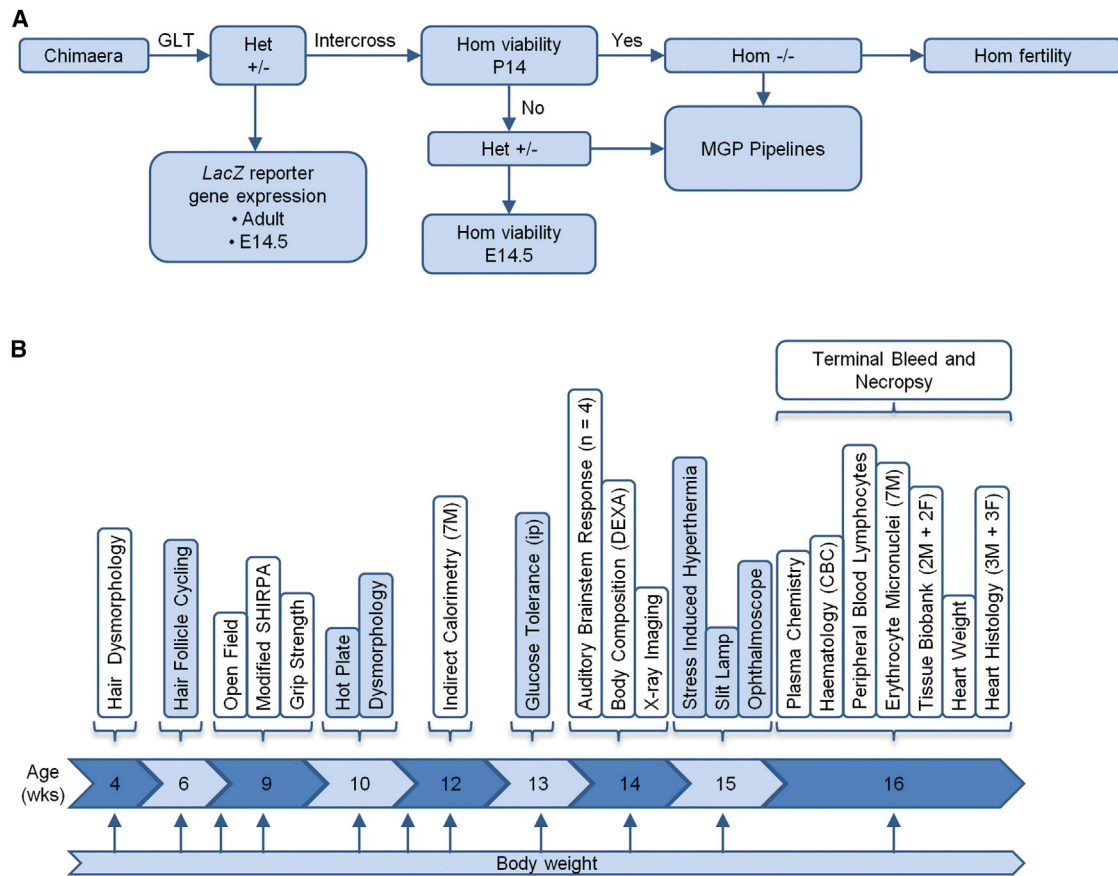 A
Chimaera
GLT
Het
+/-
Intercross
Hom viability
P14
Yes
Hom -/-
Hom fertility
No
Het +/-
MGP Pipelines
LacZ reporter
gene expression
• Adult
• E14.5
Hom viability
E14.5
B
Terminal Bleed and
Necropsy
Hair Dysmorphology
Hair Follicle Cycling
Open Field
Modified SHIRPA
Grip Strength
Hot Plate
Dysmorphology
Indirect Calorimetry (7M)
Glucose Tolerance (ip)
Auditory Brainstem Response (n = 4)
Body Composition (DEXA)
X-ray Imaging
Stress Induced Hyperthermia
Slit Lamp
Ophthalmoscope
Plasma Chemistry
Haematology (CBC)
Peripheral Blood Lymphocytes
Erythrocyte Micronuclei (7M)
Tissue Biobank (2M + 2F)
Heart Weight
Heart Histology (3M + 3F)
Age
(wks)
4
6
9
10
12
13
14
15
16
Body weight